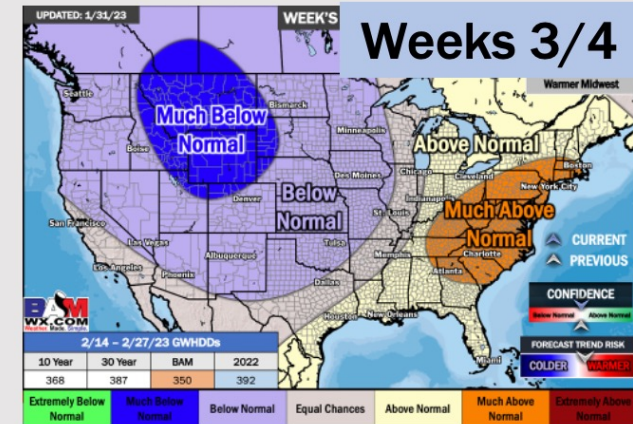 UPDATED: 1/31/23
WEEK'S
Weeks 3/4
Warmer Midwest
Seattle
Bismarck
Much Below
Normal
Minneapolis
Boise
Above Normal
Boston
Chicago
Cleveland
New York City
Des Moines
Denver
Below
Normal
Indianapolis
St. Louis
Much Above
Normal
San Francisco
Las Vegas
Tulsa
Albuquerque
Memphis
Charlotte
Los Angeles
Phoenix
Dallas
Atlanta
Houston
New Orleans
Miami
CURRENT
PREVIOUS
CONFIDENCE
Below Normal
Above Normal
FORECAST TREND RISK
COLDER
WARMER
BAM
WX.COM
Weather Made Simple.
2/14 – 2/27/23 GWHDDs
10 Year 30 Year BAM 2022
368 387 350 392
Extremely Below Normal
Much Below Normal
Below Normal
Equal Chances
Above Normal
Much Above Normal
Extremely Above Normal